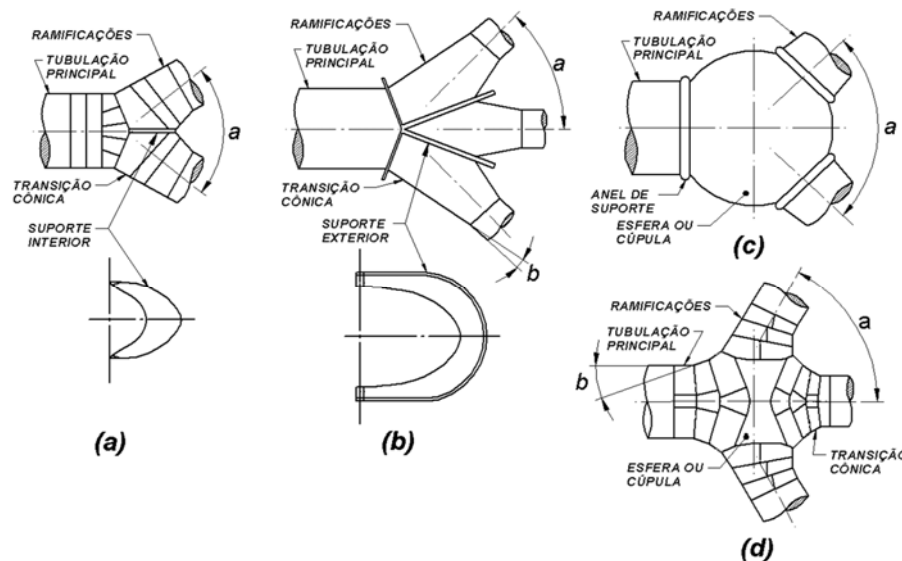 RAMIFICAÇÕES
TUBULAÇÃO
PRINCIPAL
a
TRANSIÇÃO
CÔNICA
SUPORTE
INTERIOR
(a)
RAMIFICAÇÕES
TUBULAÇÃO
PRINCIPAL
a
TRANSIÇÃO
CÔNICA
SUPORTE
EXTERIOR
b
(b)
RAMIFICAÇÕES
TUBULAÇÃO
PRINCIPAL
a
ANEL DE
SUPORTE
ESFERA OU
CÚPULA
(c)
RAMIFICAÇÕES
TUBULAÇÃO
PRINCIPAL
a
b
ESFERA OU
CÚPULA
TRANSIÇÃO
CÔNICA
(d)